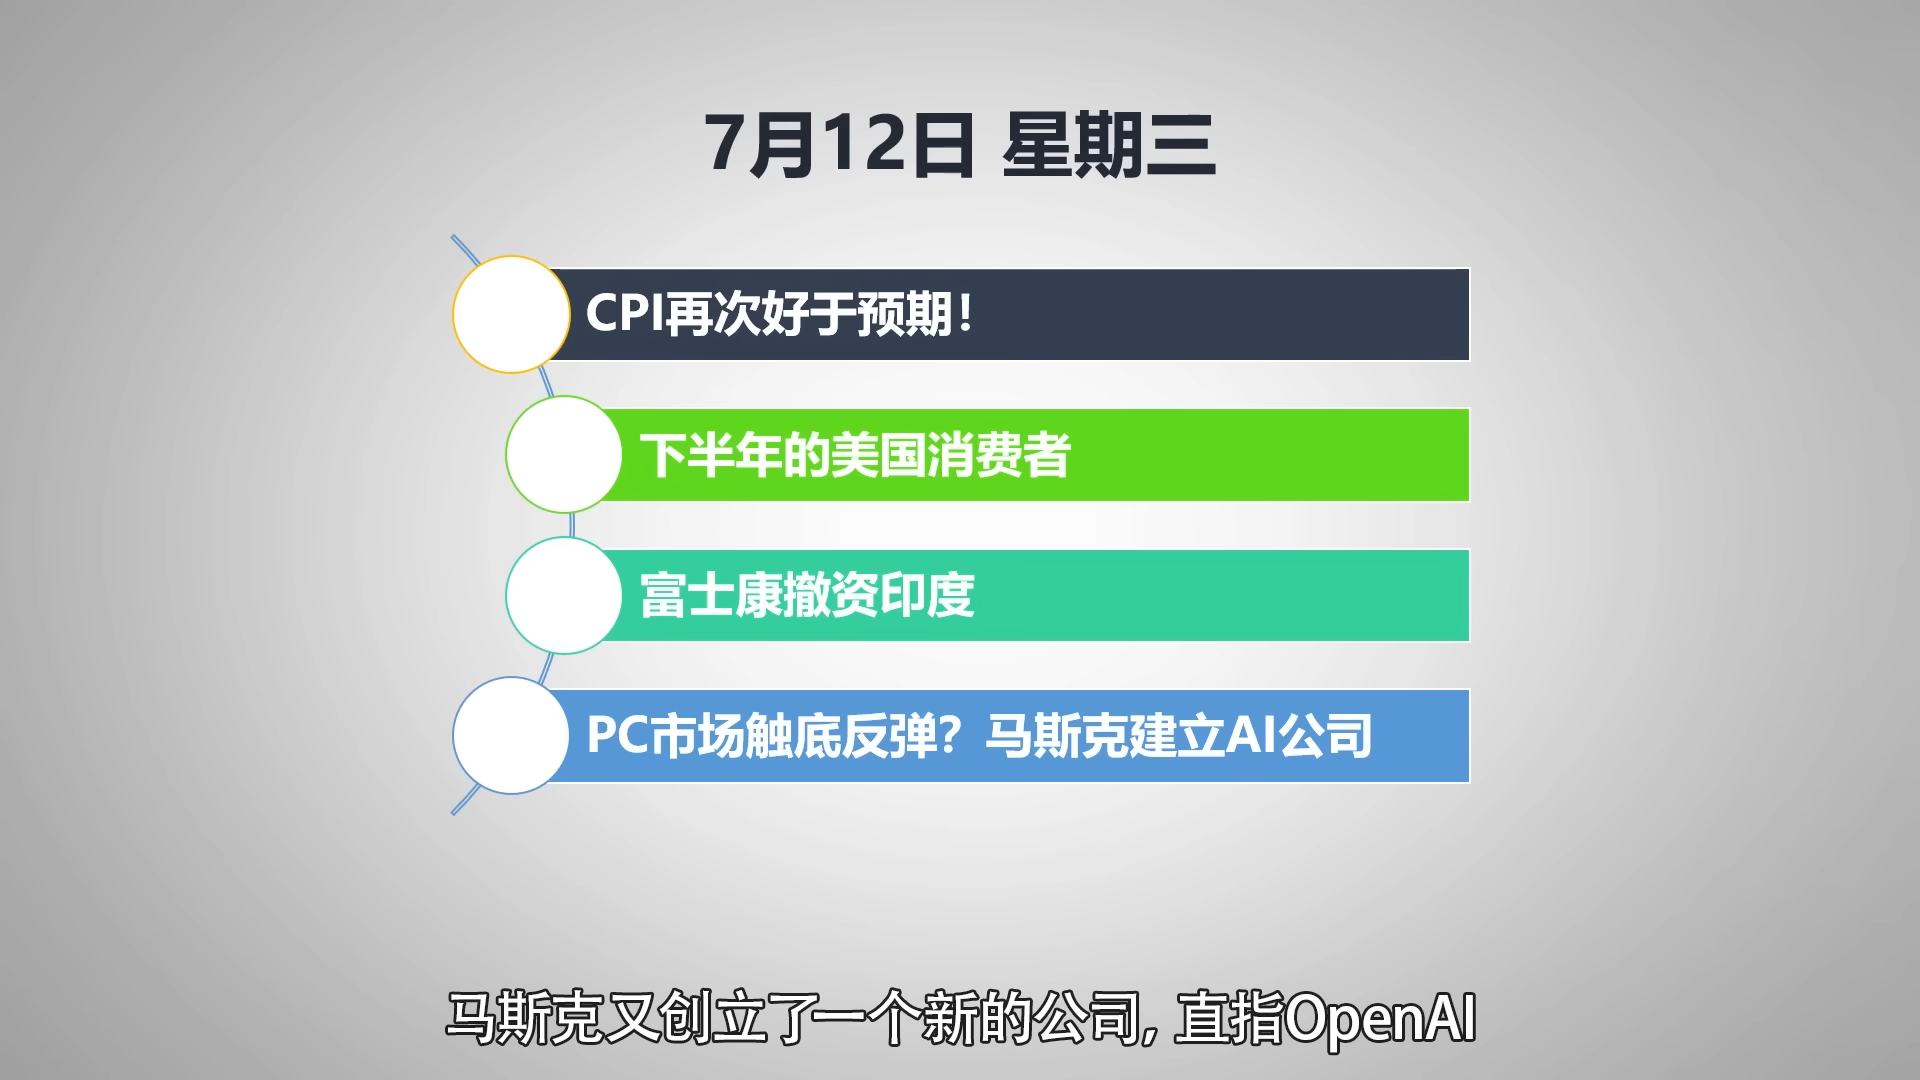 7月12日 星期三
CPI再次好于预期！
下半年的美国消费者
富士康撤资印度
PC市场触底反弹？马斯克建立AI公司
马斯克又创立了一个新的公司, 直指OpenAI